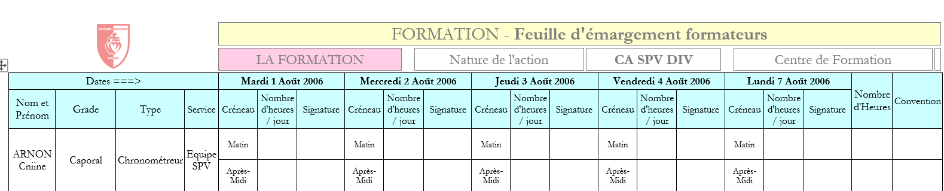 FORMATION - Feuille d'émargement formateurs
LA FORMATION Nature de l'action CA SPV DIV Centre de Formation
Dates ===> Mardi 1 Août 2006 Mercredi 2 Août 2006 Jeudi 3 Août 2006 Vendredi 4 Août 2006 Lundi 7 Août 2006
Nom et Prénom Grade Type Service Créneau Nombre d'heures / jour Signature Créneau Nombre d'heures / jour Signature Créneau Nombre d'heures / jour Signature Créneau Nombre d'heures / jour Signature Créneau Nombre d'heures / jour Signature Nombre d'Heures Convention
ARNON Cniine Caporal Chronométreur Equipe SPV
Matin Matin Matin Matin Matin
Après-Midi Après-Midi Après-Midi Après-Midi Après-Midi